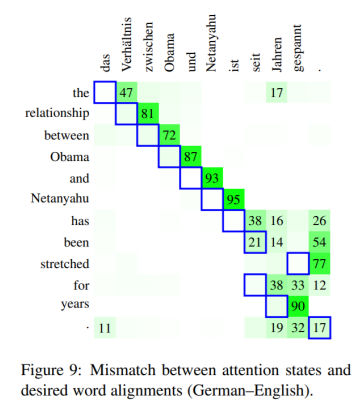 das Verhältnis zwischen Obama und Netanyahu ist seit Jahren gespannt .
the 47 17
relationship 81
between 72
Obama 87
and 93
Netanyahu 95
has 38 16 26
been 21 14 54
stretched 77
for 38 33 12
years 90
. 11 19 32 17
Figure 9: Mismatch between attention states and
desired word alignments (German–English).